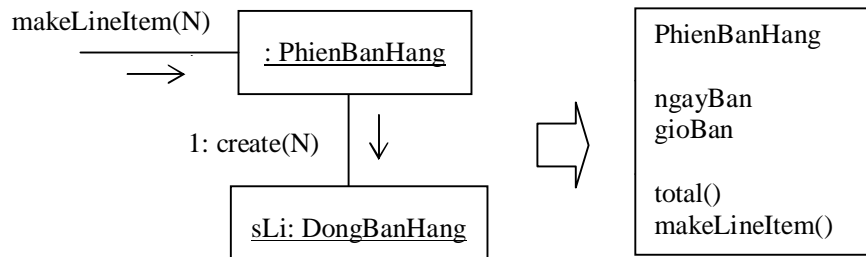 makeLineItem(N)
: PhienBanHang
1: create(N)
sLi: DongBanHang
PhienBanHang
ngayBan
gioBan
total()
makeLineItem()